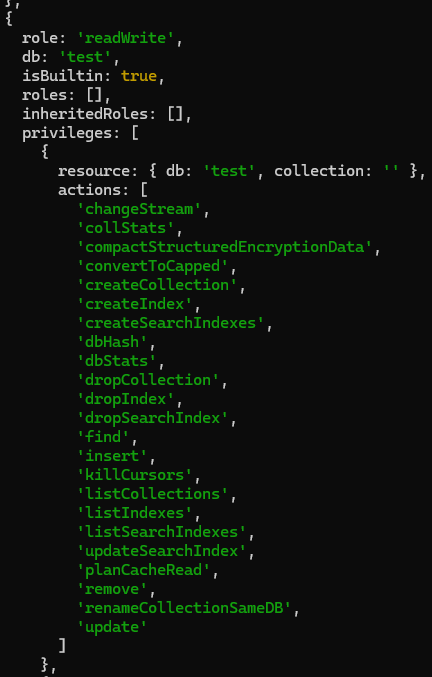 },
{
role: 'readWrite',
db: 'test',
isBuiltin: true,
roles: [],
inheritedRoles: [],
privileges: [
{
resource: { db: 'test', collection: '' },
actions: [
'changeStream',
'collStats',
'compactStructuredEncryptionData',
'convertToCapped',
'createCollection',
'createIndex',
'createSearchIndexes',
'dbHash',
'dbStats',
'dropCollection',
'dropIndex',
'dropSearchIndex',
'find',
'insert',
'killCursors',
'listCollections',
'listIndexes',
'listSearchIndexes',
'updateSearchIndex',
'planCacheRead',
'remove',
'renameCollectionSameDB',
'update'
]
},